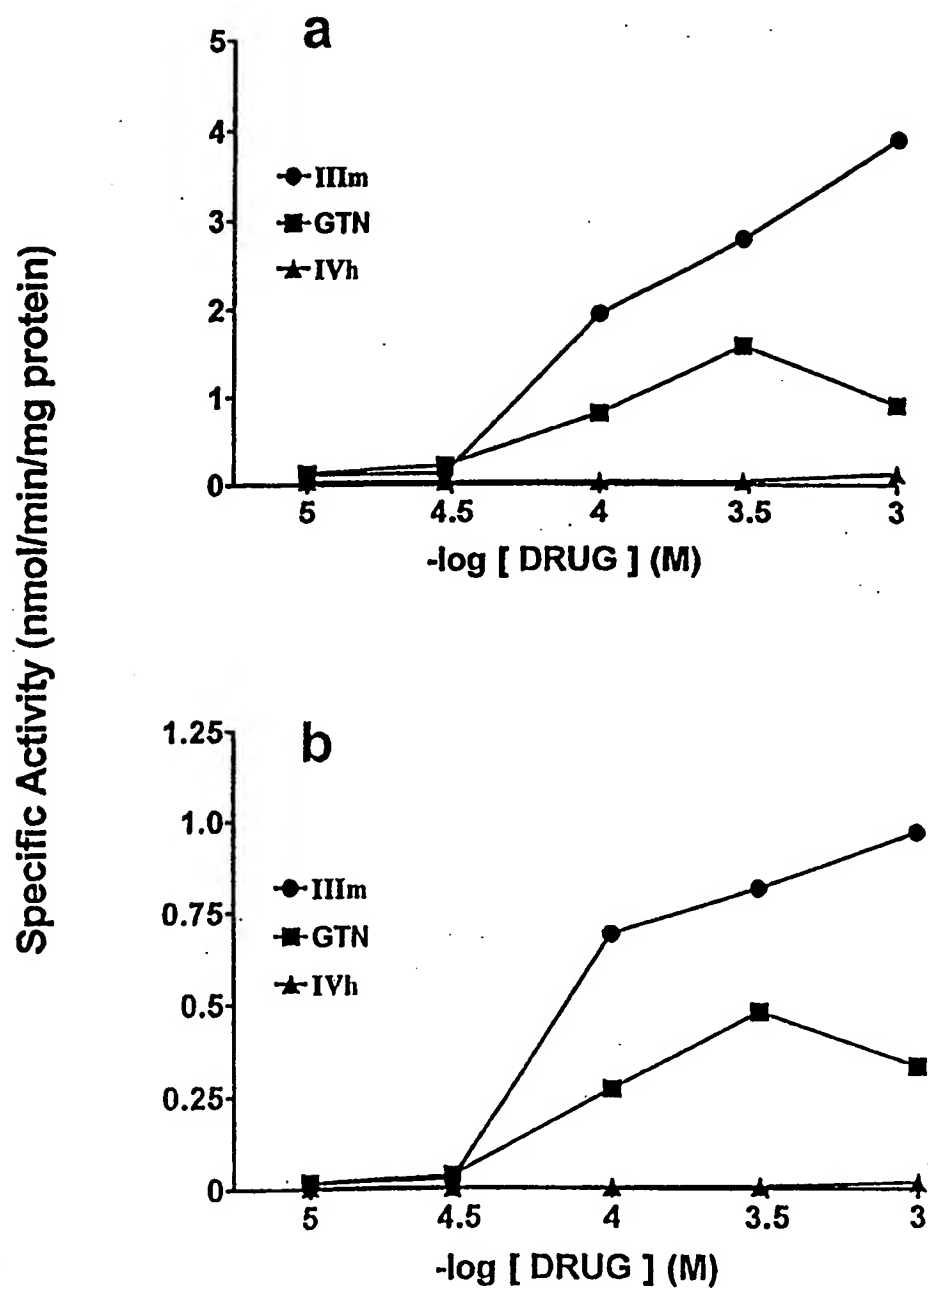 a
5
4
3
2
1
0
IIIm
GTN
IVh
5 4.5 4 3.5 3
-log [ DRUG ] (M)
Specific Activity (nmol/min/mg protein)
b
1.25
1.0
0.75
0.5
0.25
0
IIIm
GTN
IVh
5 4.5 4 3.5 3
-log [ DRUG ] (M)